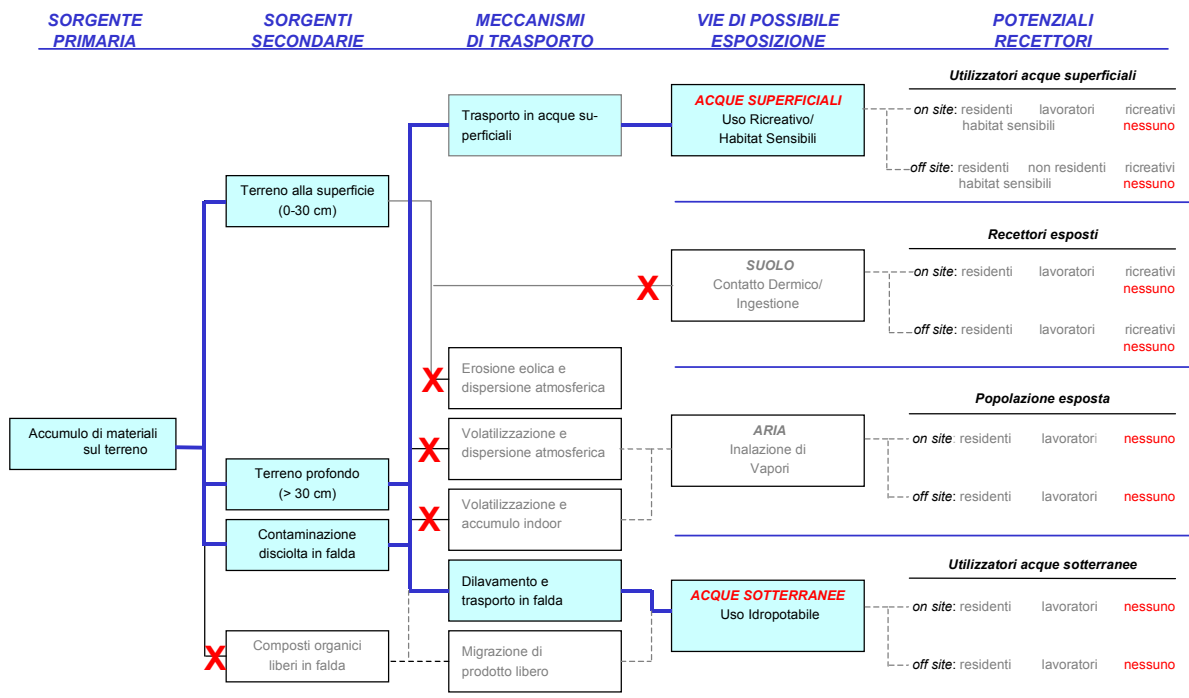 SORGENTE
PRIMARIA
SORGENTI
SECONDARIE
MECCANISMI
DI TRASPORTO
VIE DI POSSIBILE
ESPOSIZIONE
POTENZIALI
RECETTORI
Accumulo di materiali
sul terreno
Terreno alla superficie
(0-30 cm)
Terreno profondo
(> 30 cm)
Contaminazione
disciolta in falda
X
Composti organici
liberi in falda
Trasporto in acque su-
perficiali
X
Erosione eolica e
dispersione atmosferica
X
Volatilizzazione e
dispersione atmosferica
X
Volatilizzazione e
accumulo indoor
Dilavamento e
trasporto in falda
Migrazione di
prodotto libero
ACQUE SUPERFICIALI
Uso Ricreativo/
Habitat Sensibili
X
SUOLO
Contatto Dermico/
Ingestione
ARIA
Inalazione di
Vapori
ACQUE SOTTERRANEE
Uso Idropotabile
Utilizzatori acque superficiali
on site: residenti lavoratori ricreativi
habitat sensibili nessuno
off site: residenti non residenti ricreativi
habitat sensibili nessuno
Recettori esposti
on site: residenti lavoratori ricreativi
nessuno
off site: residenti lavoratori ricreativi
nessuno
Popolazione esposta
on site: residenti lavoratori nessuno
off site: residenti lavoratori nessuno
Utilizzatori acque sotterranee
on site: residenti lavoratori nessuno
off site: residenti lavoratori nessuno